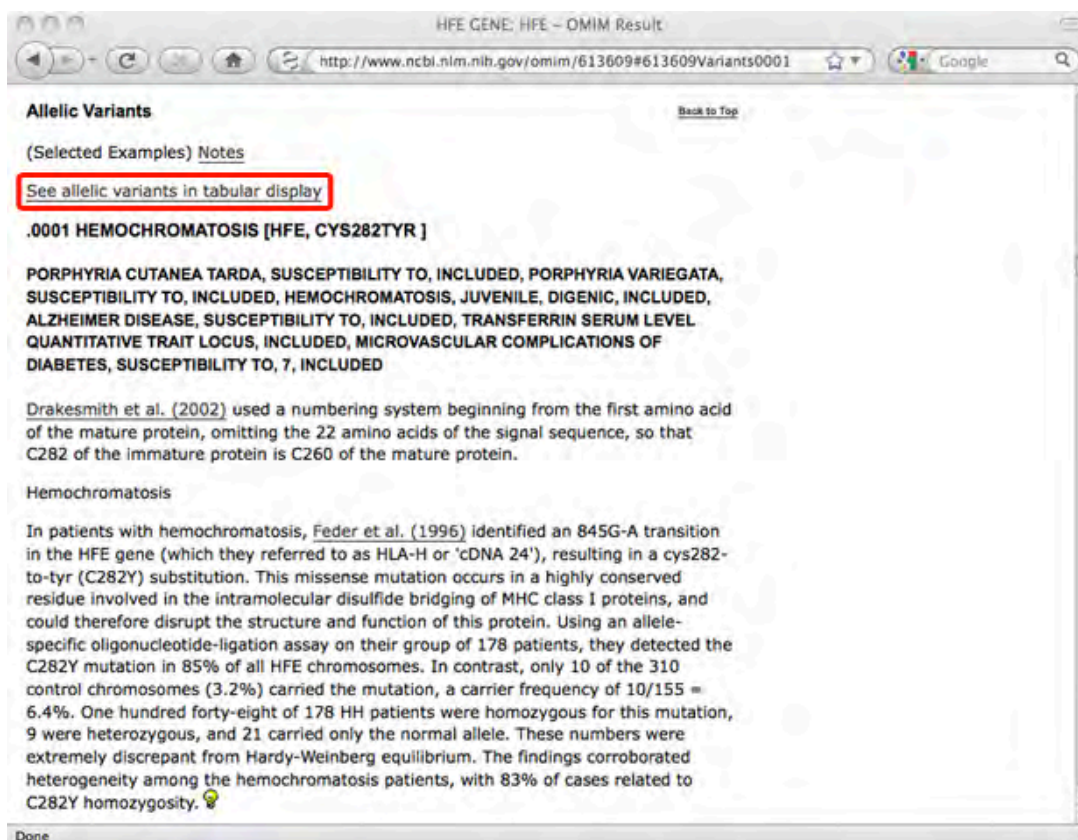 HFE GENE: HFE – OMIM Result
http://www.ncbi.nlm.nih.gov/omim/613609#613609Variants0001
Google
Allelic Variants
Back to Top
(Selected Examples) Notes
See allelic variants in tabular display
.0001 HEMOCHROMATOSIS [HFE, CYS282TYR ]
PORPHYRIA CUTANEA TARDA, SUSCEPTIBILITY TO, INCLUDED, PORPHYRIA VARIEGATA,
SUSCEPTIBILITY TO, INCLUDED, HEMOCHROMATOSIS, JUVENILE, DIGENIC, INCLUDED,
ALZHEIMER DISEASE, SUSCEPTIBILITY TO, INCLUDED, TRANSFERRIN SERUM LEVEL
QUANTITATIVE TRAIT LOCUS, INCLUDED, MICROVASCULAR COMPLICATIONS OF
DIABETES, SUSCEPTIBILITY TO, 7, INCLUDED
Drakesmith et al. (2002) used a numbering system beginning from the first amino acid
of the mature protein, omitting the 22 amino acids of the signal sequence, so that
C282 of the immature protein is C260 of the mature protein.
Hemochromatosis
In patients with hemochromatosis, Feder et al. (1996) identified an 845G-A transition
in the HFE gene (which they referred to as HLA-H or 'cDNA 24'), resulting in a cys282-
to-tyr (C282Y) substitution. This missense mutation occurs in a highly conserved
residue involved in the intramolecular disulfide bridging of MHC class I proteins, and
could therefore disrupt the structure and function of this protein. Using an allele-
specific oligonucleotide-ligation assay on their group of 178 patients, they detected the
C282Y mutation in 85% of all HFE chromosomes. In contrast, only 10 of the 310
control chromosomes (3.2%) carried the mutation, a carrier frequency of 10/155 =
6.4%. One hundred forty-eight of 178 HH patients were homozygous for this mutation,
9 were heterozygous, and 21 carried only the normal allele. These numbers were
extremely discrepant from Hardy-Weinberg equilibrium. The findings corroborated
heterogeneity among the hemochromatosis patients, with 83% of cases related to
C282Y homozygosity.
Done